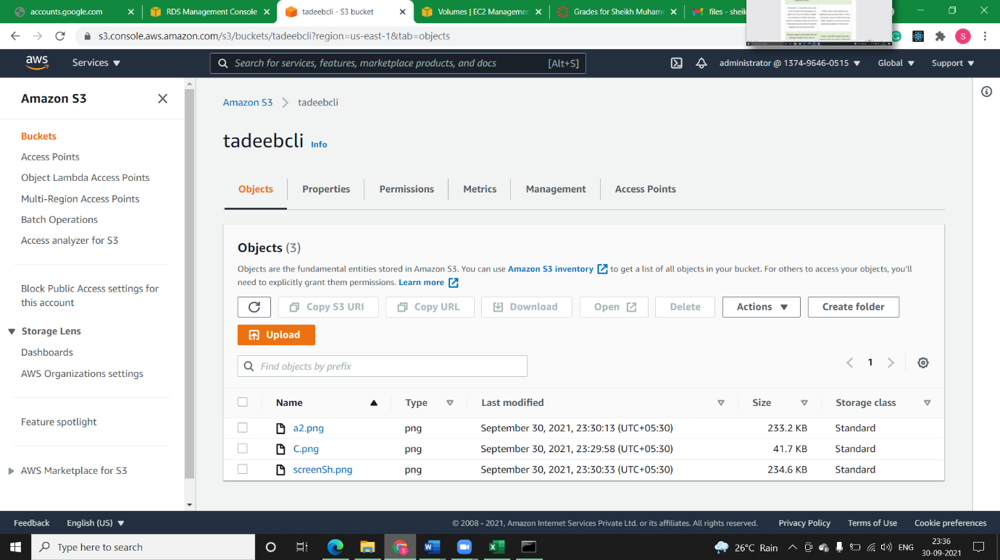 accounts.google.com
RDS Management Console
tadeebcli - S3 bucket
Volumes | EC2 Managemen
Grades for Sheikh Muham
files - sheik
s3.console.aws.amazon.com/s3/buckets/tadeebcli?region=us-east-1&tab=objects
S
aws
Services
Search for services, features, marketplace products, and docs
[Alt+S]
administrator @ 1374-9646-0515
Global
Support
Amazon S3
Buckets
Access Points
Object Lambda Access Points
Multi-Region Access Points
Batch Operations
Access analyzer for S3
Block Public Access settings for
this account
Storage Lens
Dashboards
AWS Organizations settings
Feature spotlight
AWS Marketplace for S3
Amazon S3 > tadeebcli
tadeebcli Info
Objects
Properties
Permissions
Metrics
Management
Access Points
Objects (3)
Objects are the fundamental entities stored in Amazon S3. You can use Amazon S3 inventory to get a list of all objects in your bucket. For others to access your objects, you'll
need to explicitly grant them permissions. Learn more
Copy S3 URI
Copy URL
Download
Open
Delete
Actions
Create folder
Upload
Find objects by prefix
1
Name Type Last modified Size Storage class
a2.png png September 30, 2021, 23:30:13 (UTC+05:30) 233.2 KB Standard
C.png png September 30, 2021, 23:29:58 (UTC+05:30) 41.7 KB Standard
screenSh.png png September 30, 2021, 23:30:33 (UTC+05:30) 234.6 KB Standard
Feedback
English (US)
© 2008 - 2021, Amazon Internet Services Private Ltd. or its affiliates. All rights reserved.
Privacy Policy
Terms of Use
Cookie preferences
Type here to search
26°C Rain
ENG
23:36
30-09-2021